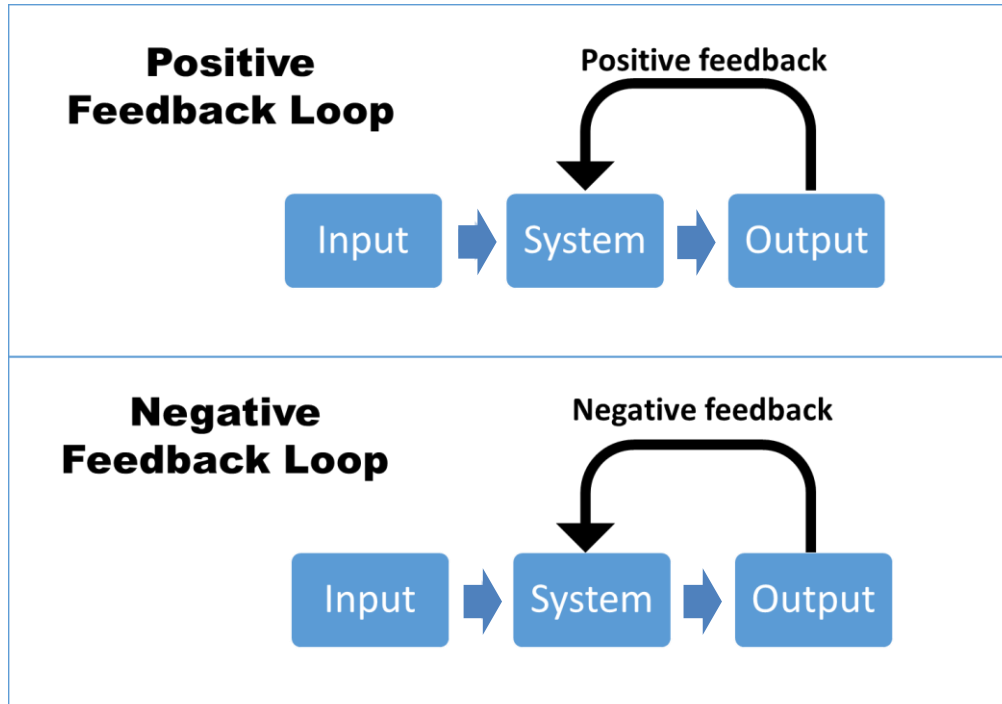 Positive
Feedback Loop
Positive feedback
Input
System
Output
Negative
Feedback Loop
Negative feedback
Input
System
Output